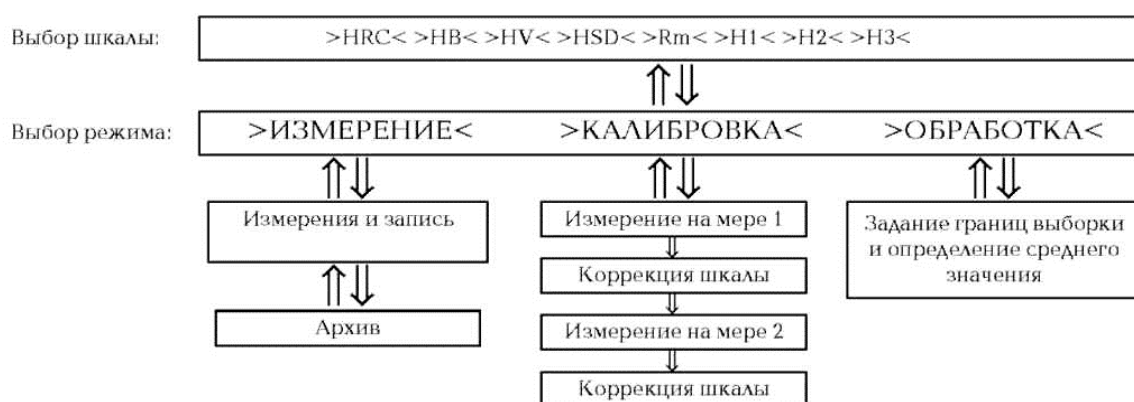 Выбор шкалы: >HRC< >HB< >HV< >HSD< >Rm< >H1< >H2< >H3<
Выбор режима: >ИЗМЕРЕНИЕ< >КАЛИБРОВКА< >ОБРАБОТКА<
Измерения и запись
Архив
Измерение на мере 1
Коррекция шкалы
Измерение на мере 2
Коррекция шкалы
Задание границ выборки
и определение среднего
значения